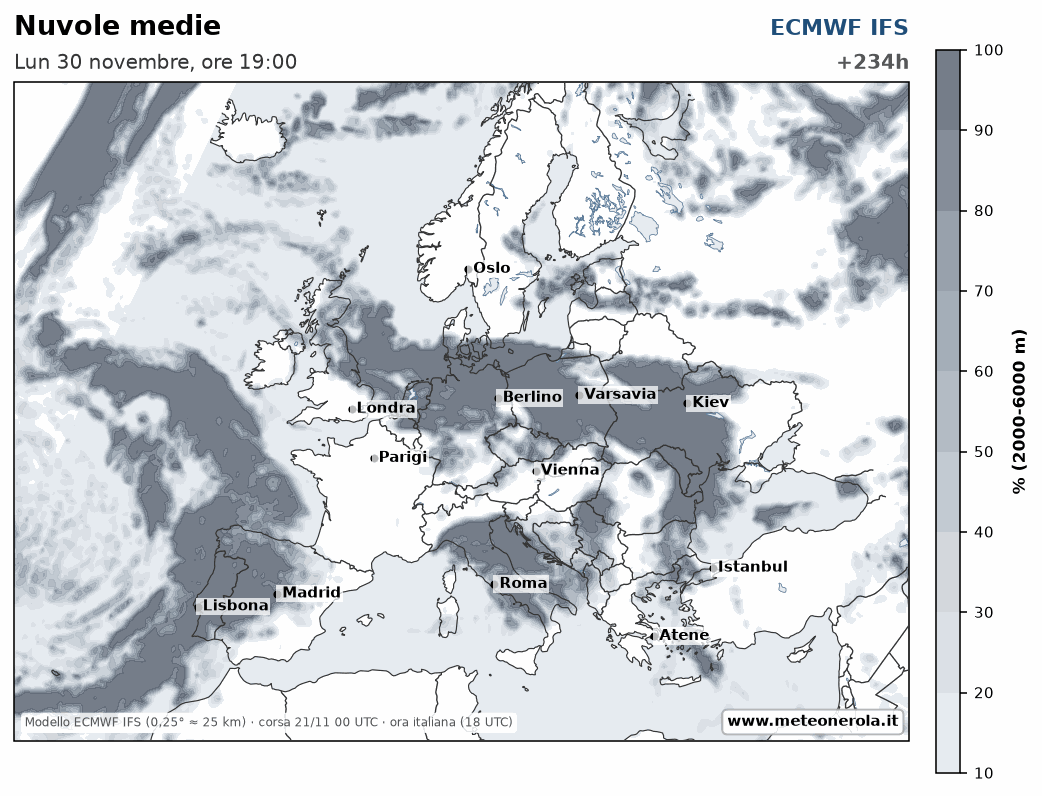 Nuvole medie
ECMWF IFS
Lun 30 novembre, ore 19:00
+234h
100
90
80
70
60
50
40
30
20
10
% (2000-6000 m)
Oslo
Londra
Berlino
Varsavia
Kiev
Parigi
Vienna
Istanbul
Roma
Madrid
Lisbona
Atene
Modello ECMWF IFS (0,25° ≈ 25 km) · corsa 21/11 00 UTC · ora italiana (18 UTC)
www.meteonerola.it